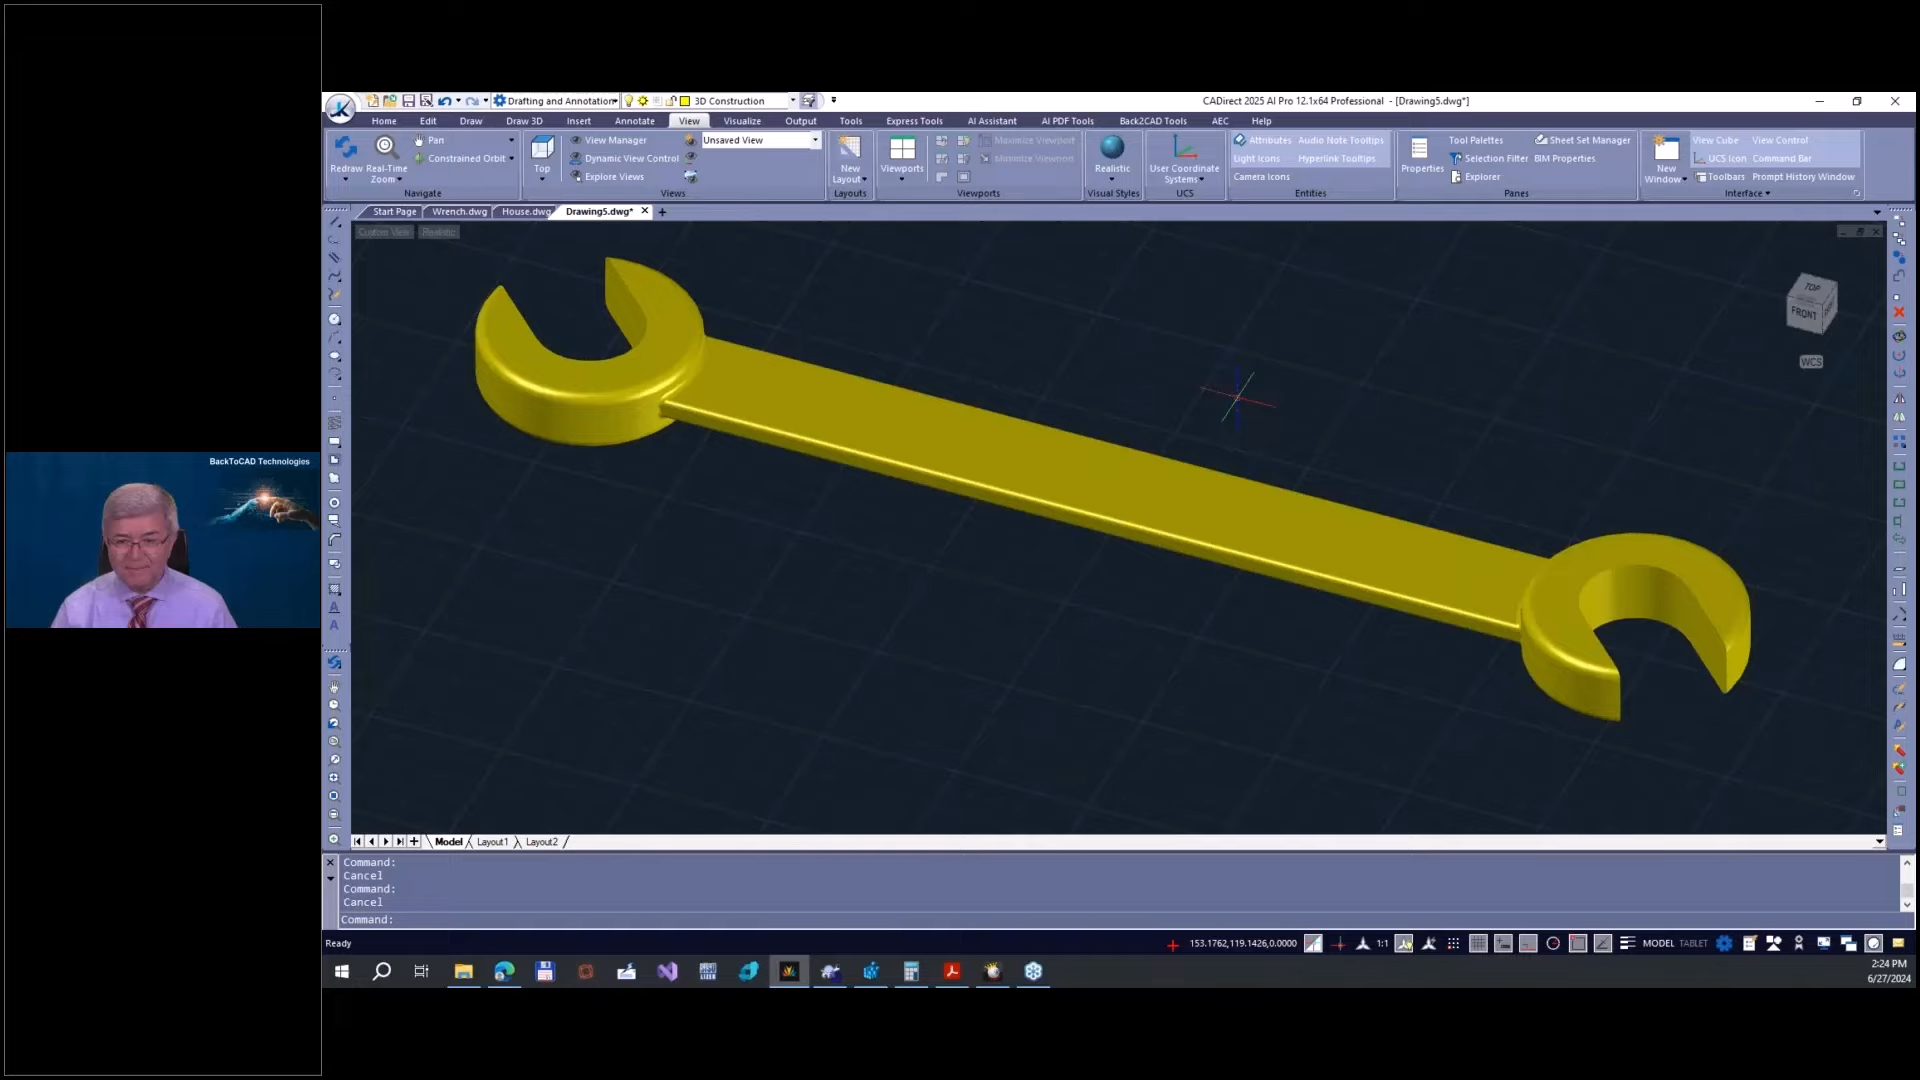 BackToCAD Technologies
Drafting and Annotation
3D Construction
CADirect 2025 AI Pro 12.1x64 Professional - [Drawing5.dwg*]
Home Edit Draw Draw 3D Insert Annotate View Visualize Output Tools Express Tools AI Assistant AI PDF Tools Back2CAD Tools AEC Help
Redraw
Real-Time Zoom
Pan
Constrained Orbit
Navigate
Top
View Manager
Dynamic View Control
Explore Views
Unsaved View
Views
New Layout
Layouts
Viewports
Maximize Viewport
Minimize Viewport
Viewports
Realistic
Visual Styles
User Coordinate Systems
UCS
Attributes Audio Note Tooltips
Light Icons Hyperlink Tooltips
Camera Icons
Entities
Properties
Tool Palettes Sheet Set Manager
Selection Filter BIM Properties
Explorer
Panes
New Window
View Cube View Control
UCS Icon Command Bar
Toolbars Prompt History Window
Interface
Start Page Wrench.dwg House.dwg Drawing5.dwg*
Custom View Realistic
TOP
FRONT
WCS
Model Layout1 Layout2
Command:
Cancel
Command:
Cancel
Command:
Ready
153.1762,119.1426,0.0000
1:1
MODEL TABLET
2:24 PM
6/27/2024